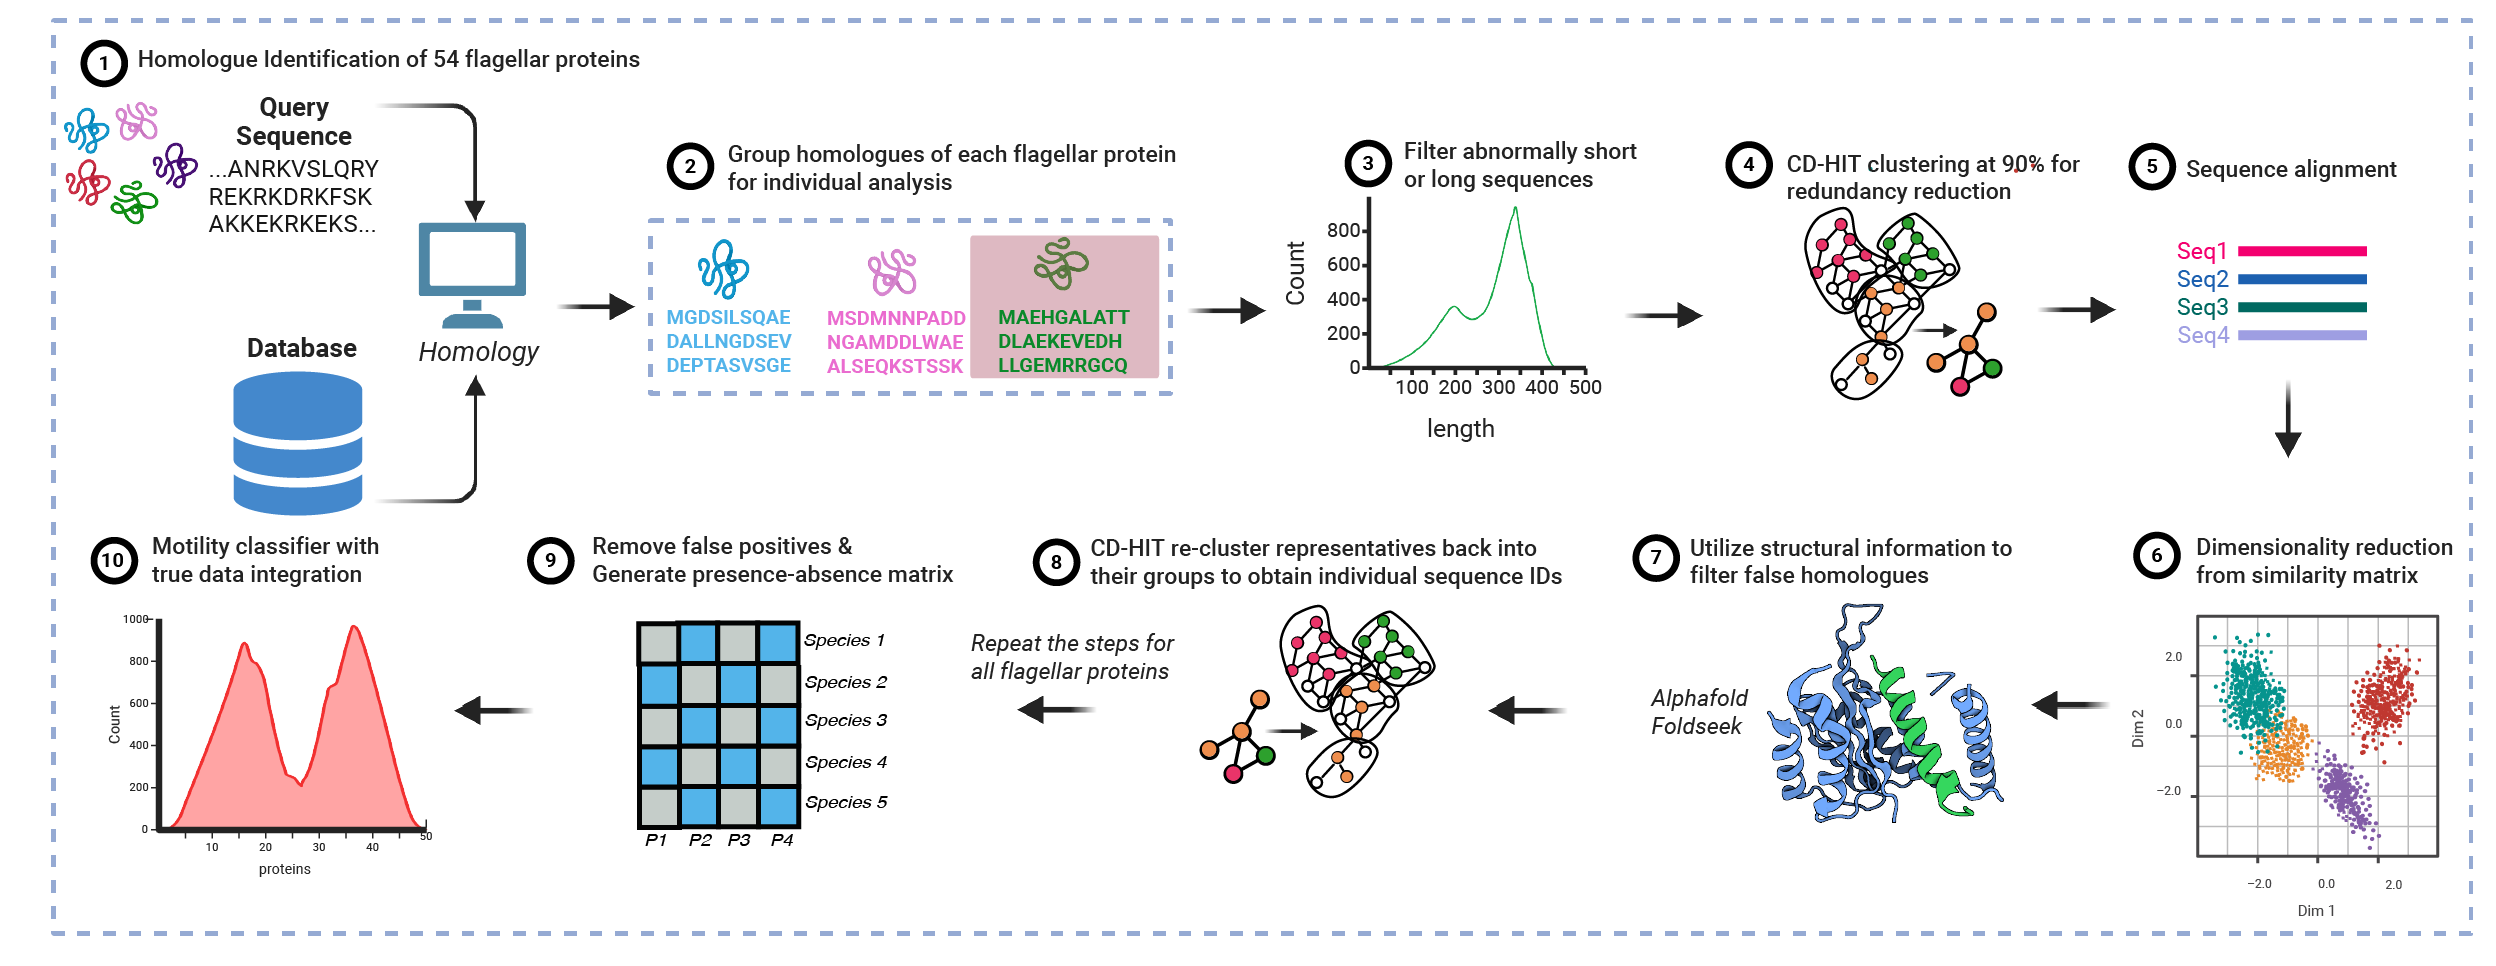 1
Homologue Identification of 54 flagellar proteins
Query
Sequence
...ANRKVSLQRY
REKRKDRKFSK
AKKEKRKEKS...
Database
Homology
2
Group homologues of each flagellar protein
for individual analysis
MGDSILSQAE
DALLNGDSEV
DEPTASVSGE
MSDMNNPADD
NGAMDDLWAE
ALSEQKSTSSK
MAEHGALATT
DLAEKEVEDH
LLGEMRRGCQ
3
Filter abnormally short
or long sequences
Count
800
600
400
200
0
100 200 300 400 500
length
4
CD-HIT clustering at 90% for
redundancy reduction
5
Sequence alignment
Seq1
Seq2
Seq3
Seq4
6
Dimensionality reduction
from similarity matrix
Dim 2
2.0
0.0
−2.0
−2.0 0.0 2.0
Dim 1
7
Utilize structural information to
filter false homologues
Alphafold
Foldseek
8
CD-HIT re-cluster representatives back into
their groups to obtain individual sequence IDs
Repeat the steps for
all flagellar proteins
9
Remove false positives &
Generate presence-absence matrix
Species 1
Species 2
Species 3
Species 4
Species 5
P1 P2 P3 P4
10
Motility classifier with
true data integration
Count
1000
800
600
400
200
0
10 20 30 40 50
proteins